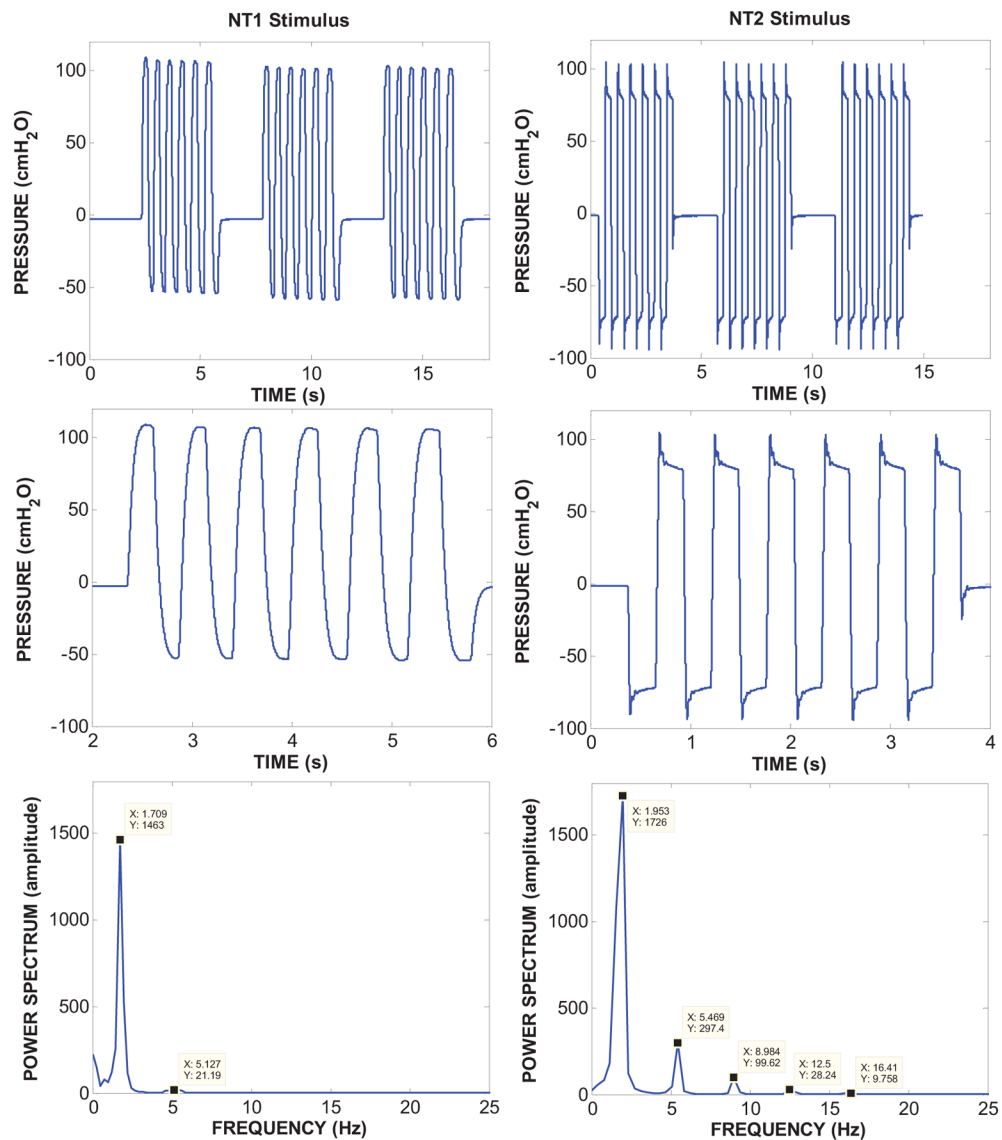 NT1 Stimulus
PRESSURE (cmH2O)
100
50
0
-50
-100
0
5
10
15
TIME (s)
NT2 Stimulus
PRESSURE (cmH2O)
100
50
0
-50
-100
0
5
10
15
TIME (s)
PRESSURE (cmH2O)
100
50
0
-50
-100
2
3
4
5
6
TIME (s)
PRESSURE (cmH2O)
100
50
0
-50
-100
0
1
2
3
4
TIME (s)
POWER SPECTRUM (amplitude)
1500
1000
500
0
X: 1.709
Y: 1463
X: 5.127
Y: 21.19
0
5
10
15
20
25
FREQUENCY (Hz)
POWER SPECTRUM (amplitude)
1500
1000
500
0
X: 1.953
Y: 1726
X: 5.469
Y: 297.4
X: 8.984
Y: 99.62
X: 12.5
Y: 28.24
X: 16.41
Y: 9.758
0
5
10
15
20
25
FREQUENCY (Hz)